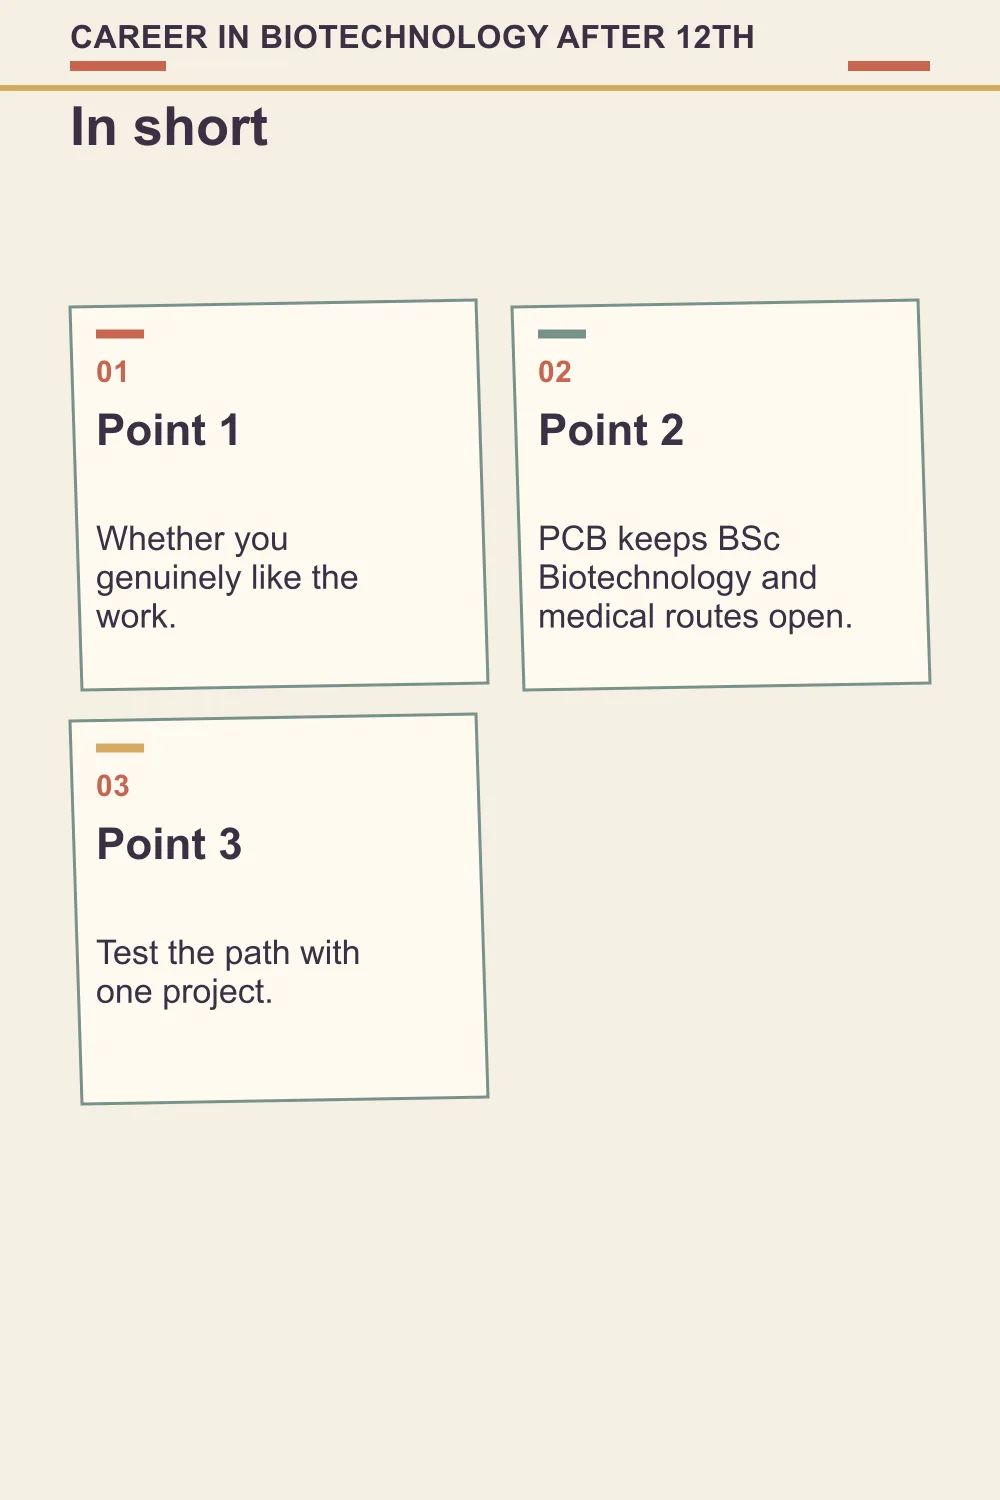 CAREER IN BIOTECHNOLOGY AFTER 12TH
In short
01
Point 1
Whether you
genuinely like the
work.
02
Point 2
PCB keeps BSc
Biotechnology and
medical routes open.
03
Point 3
Test the path with
one project.